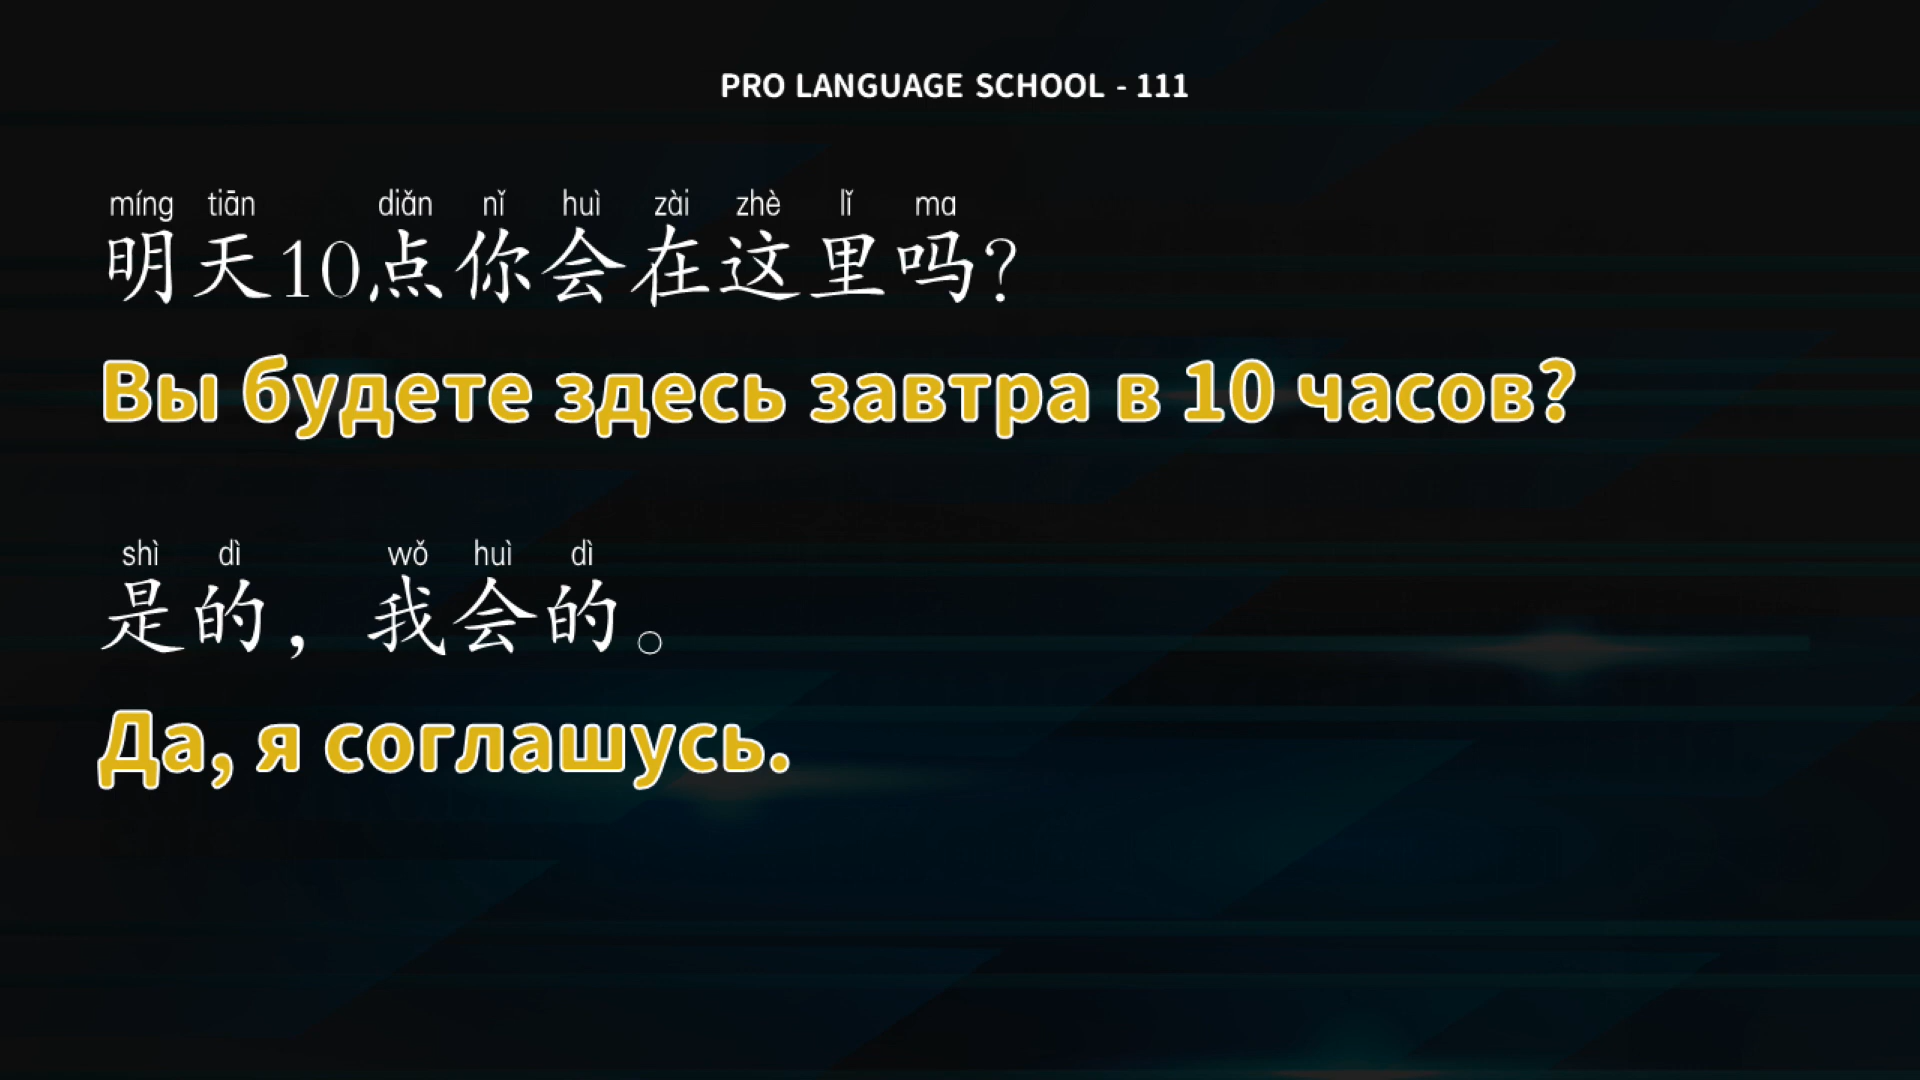 PRO LANGUAGE SCHOOL - 111
míng tiān diǎn nǐ huì zài zhè lǐ ma
明天10点你会在这里吗?
Вы будете здесь завтра в 10 часов?
shì dì wǒ huì dì
是的，我会的。
Да, я соглашусь.